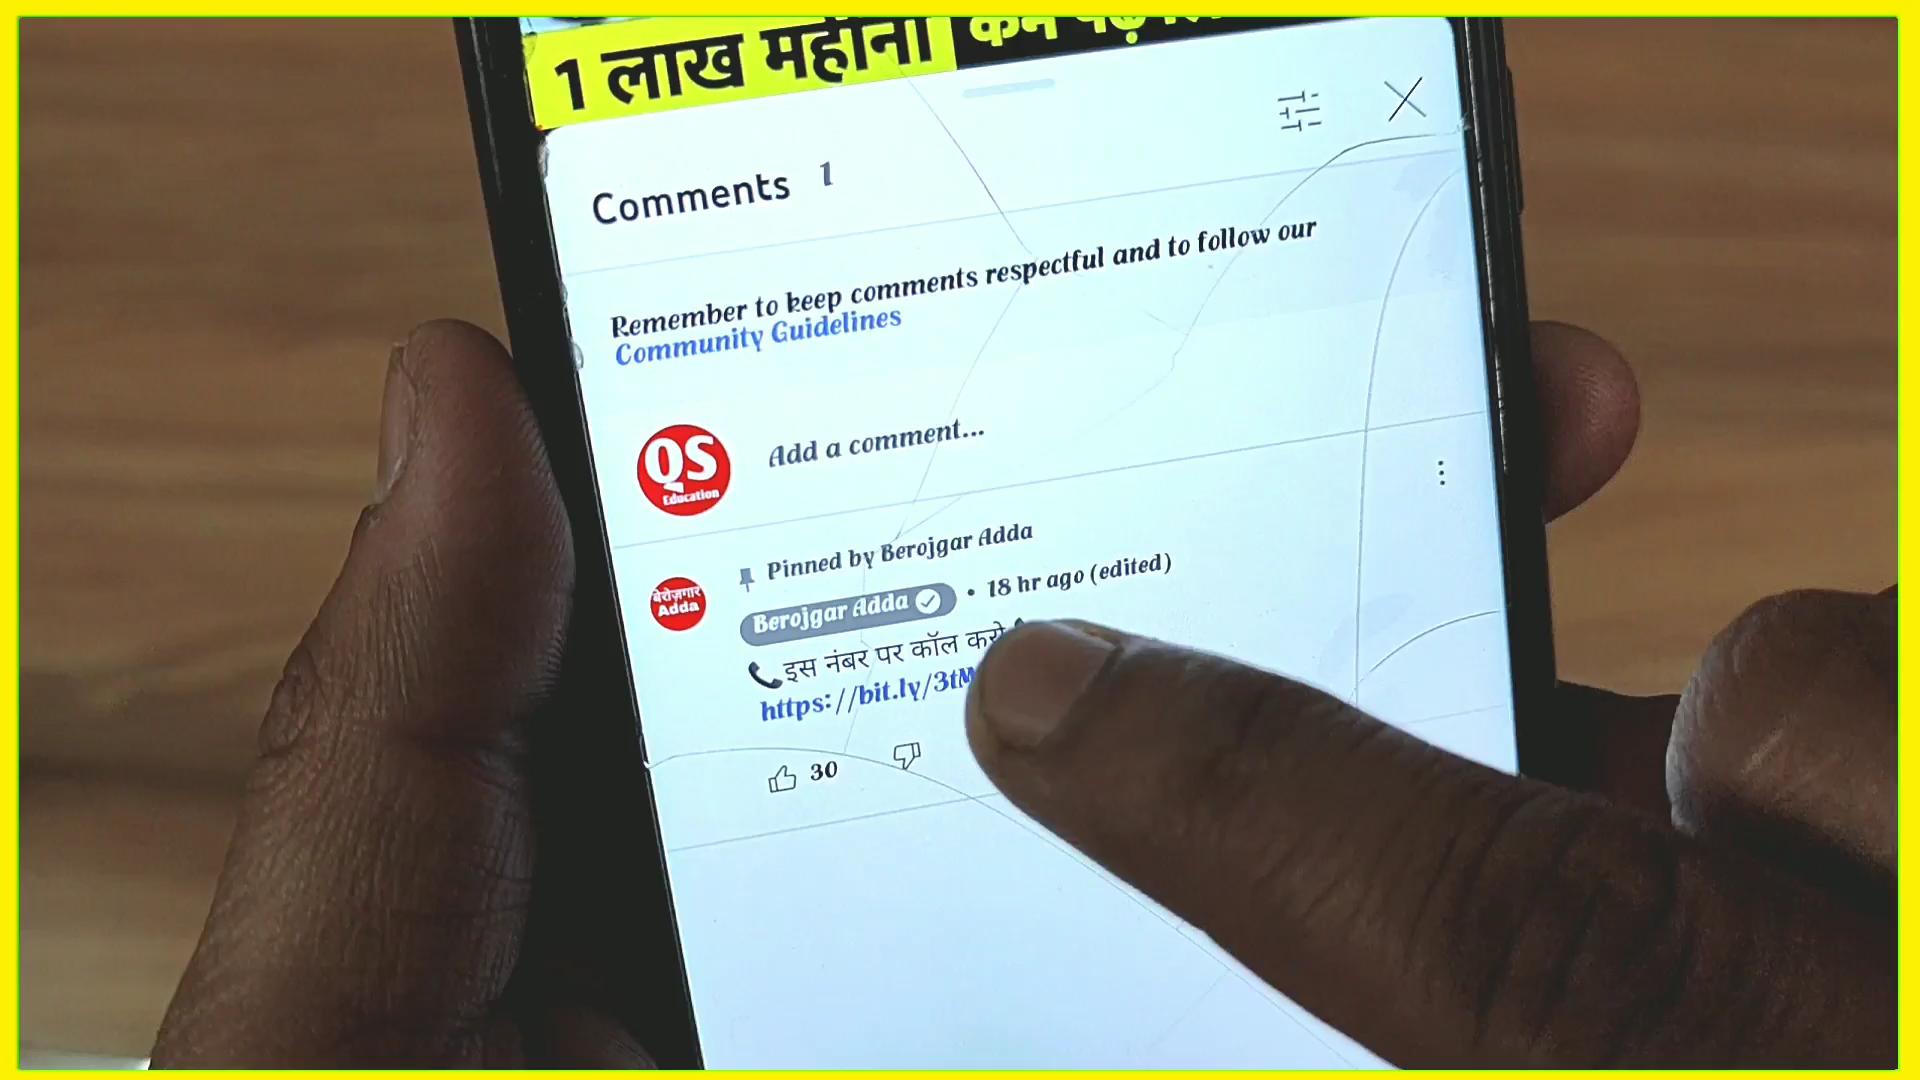 1 लाख महीना
Comments 1
Remember to keep comments respectful and to follow our
Community Guidelines
QS
Education
Add a comment...
Pinned by Berojgar Adda
बेरोज़गार
Adda
Berojgar Adda • 18 hr ago (edited)
इस नंबर पर कॉल करो
https://bit.ly/3tM
30